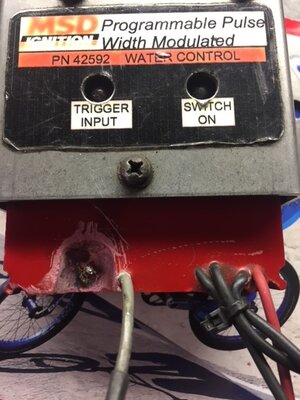 MSD
IGNITION
Programmable Pulse
Width Modulated
PN 42592 WATER CONTROL
TRIGGER
INPUT
SWITCH
ON